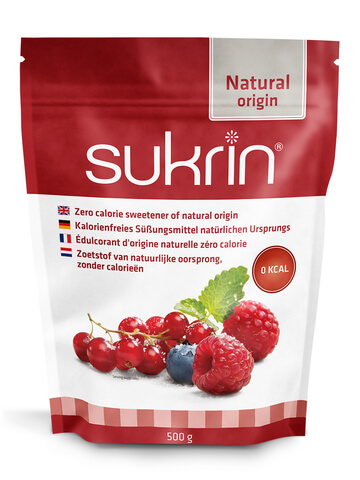 Natural
origin
sukrin®
Zero calorie sweetener of natural origin
Kalorienfreies Süßungsmittel natürlichen Ursprungs
Édulcorant d'origine naturelle zéro calorie
Zoetstof van natuurlijke oorsprong,
zonder calorieën
0 KCAL
500 g